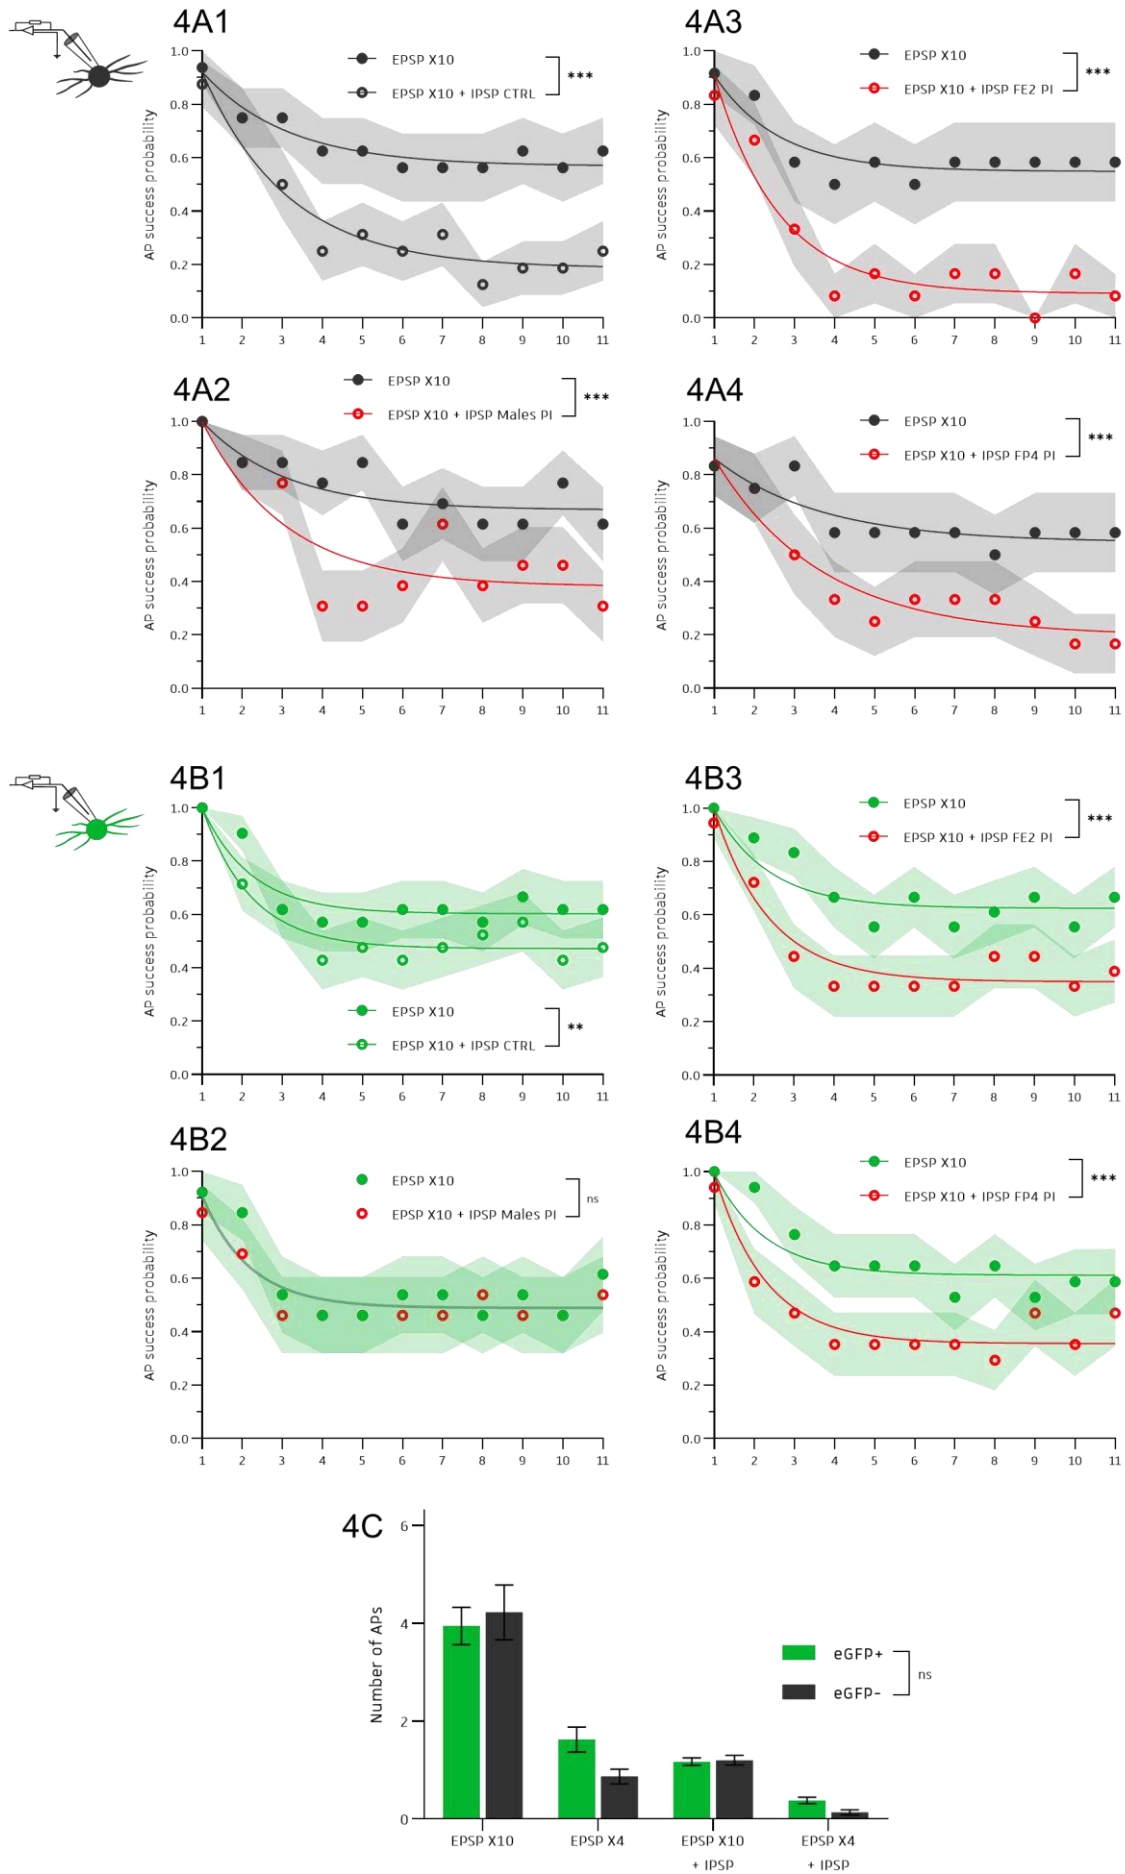 4A1
1.0
0.8
0.6
0.4
0.2
0.0
AP success probability
EPSP X10
EPSP X10 + IPSP CTRL
***
1 2 3 4 5 6 7 8 9 10 11
4A3
1.0
0.8
0.6
0.4
0.2
0.0
AP success probability
EPSP X10
EPSP X10 + IPSP FE2 PI
***
1 2 3 4 5 6 7 8 9 10 11
4A2
1.0
0.8
0.6
0.4
0.2
0.0
AP success probability
EPSP X10
EPSP X10 + IPSP Males PI
***
1 2 3 4 5 6 7 8 9 10 11
4A4
1.0
0.8
0.6
0.4
0.2
0.0
AP success probability
EPSP X10
EPSP X10 + IPSP FP4 PI
***
1 2 3 4 5 6 7 8 9 10 11
4B1
1.0
0.8
0.6
0.4
0.2
0.0
AP success probability
EPSP X10
EPSP X10 + IPSP CTRL
**
1 2 3 4 5 6 7 8 9 10 11
4B3
1.0
0.8
0.6
0.4
0.2
0.0
AP success probability
EPSP X10
EPSP X10 + IPSP FE2 PI
***
1 2 3 4 5 6 7 8 9 10 11
4B2
1.0
0.8
0.6
0.4
0.2
0.0
AP success probability
EPSP X10
EPSP X10 + IPSP Males PI
ns
1 2 3 4 5 6 7 8 9 10 11
4B4
1.0
0.8
0.6
0.4
0.2
0.0
AP success probability
EPSP X10
EPSP X10 + IPSP FP4 PI
***
1 2 3 4 5 6 7 8 9 10 11
4C
6
4
2
0
Number of APs
eGFP+
eGFP-
ns
EPSP X10
EPSP X4
EPSP X10
+ IPSP
EPSP X4
+ IPSP